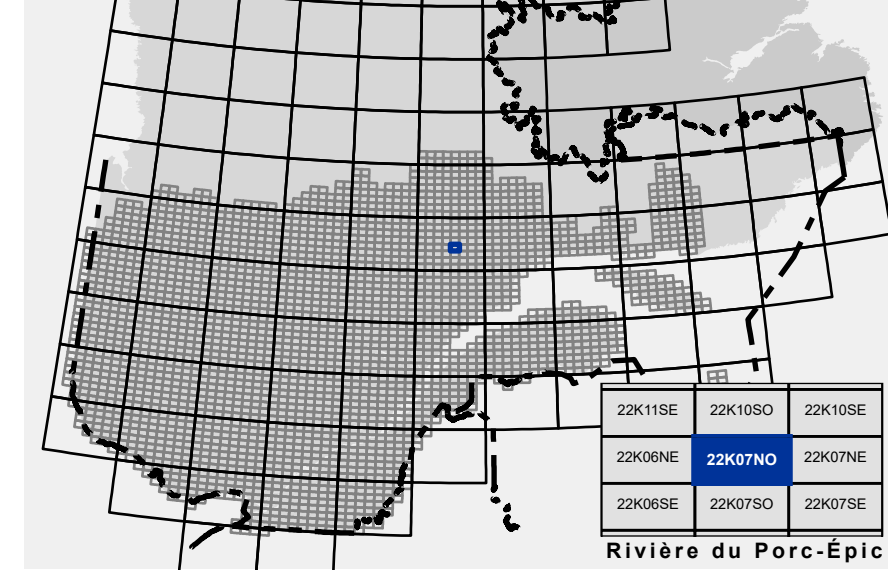 22K11SE 22K10SO 22K10SE
22K06NE 22K07NO 22K07NE
22K06SE 22K07SO 22K07SE
Rivière du Porc-Épic